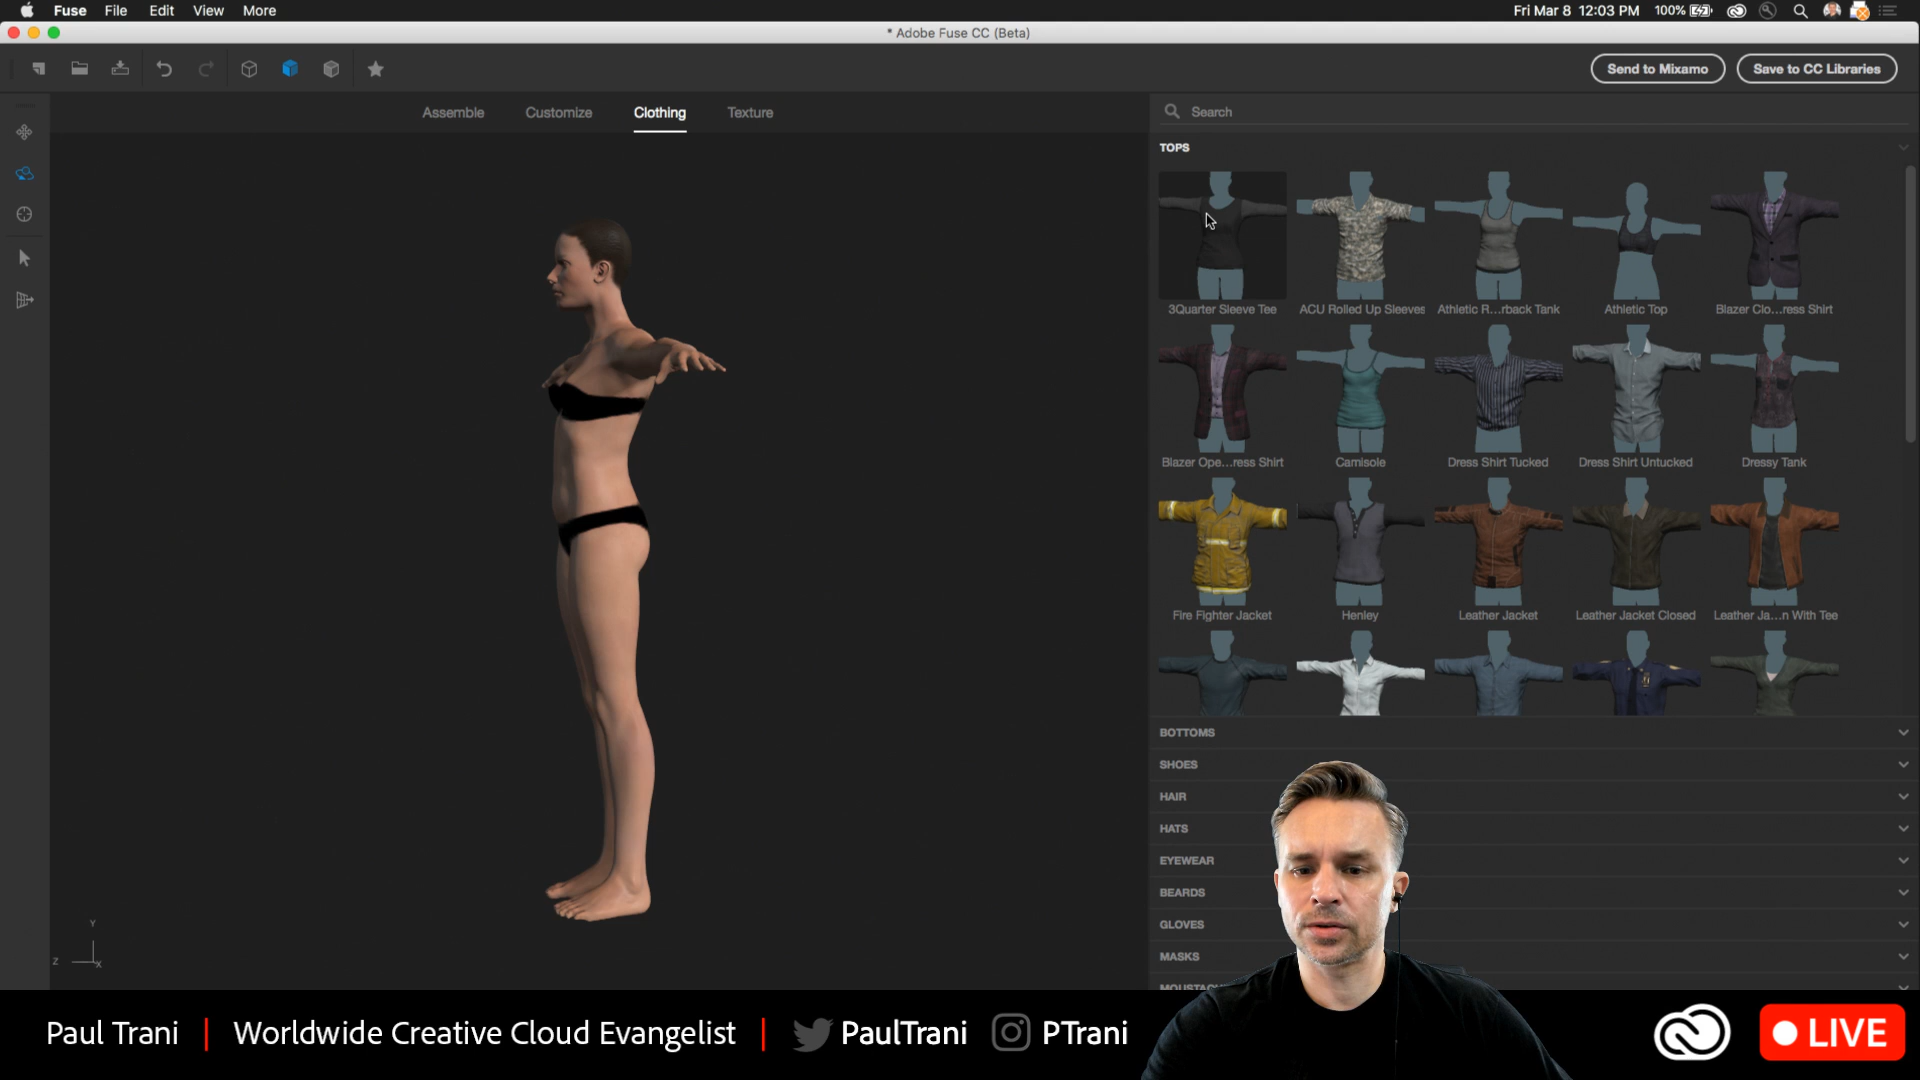 Fuse File Edit View More Fri Mar 8 12:03 PM 100%
* Adobe Fuse CC (Beta)
Send to Mixamo Save to CC Libraries
Assemble Customize Clothing Texture Search
TOPS
3Quarter Sleeve Tee ACU Rolled Up Sleeves Athletic R...rback Tank Athletic Top Blazer Clo...ress Shirt
Blazer Ope...ress Shirt Camisole Dress Shirt Tucked Dress Shirt Untucked Dressy Tank
Fire Fighter Jacket Henley Leather Jacket Leather Jacket Closed Leather Ja...n With Tee
BOTTOMS
SHOES
HAIR
HATS
EYEWEAR
BEARDS
GLOVES
Y
MASKS
Z X
Paul Trani | Worldwide Creative Cloud Evangelist | PaulTrani PTrani LIVE